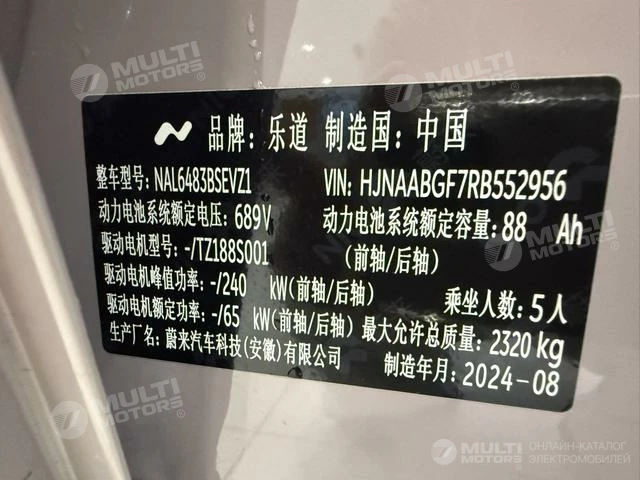 品牌: 乐道 制造国: 中国
整车型号: NAL6483BSEVZ1 VIN: HJNAABGF7RB552956
动力电池系统额定电压: 689V 动力电池系统额定容量: 88 Ah
驱动电机型号: -/TZ188S001 (前轴/后轴)
驱动电机峰值功率: -/240 kW(前轴/后轴) 乘坐人数: 5人
驱动电机额定功率: -/65 kW(前轴/后轴) 最大允许总质量: 2320kg
生产厂名: 蔚来汽车科技(安徽)有限公司 制造年月: 2024-08
MULTI MOTORS
MULTI MOTORS
MULTI MOTORS
MULTI MOTORS
MULTI MOTORS ОНЛАЙН-КАТАЛОГ ЭЛЕКТРОМОБИЛЕЙ